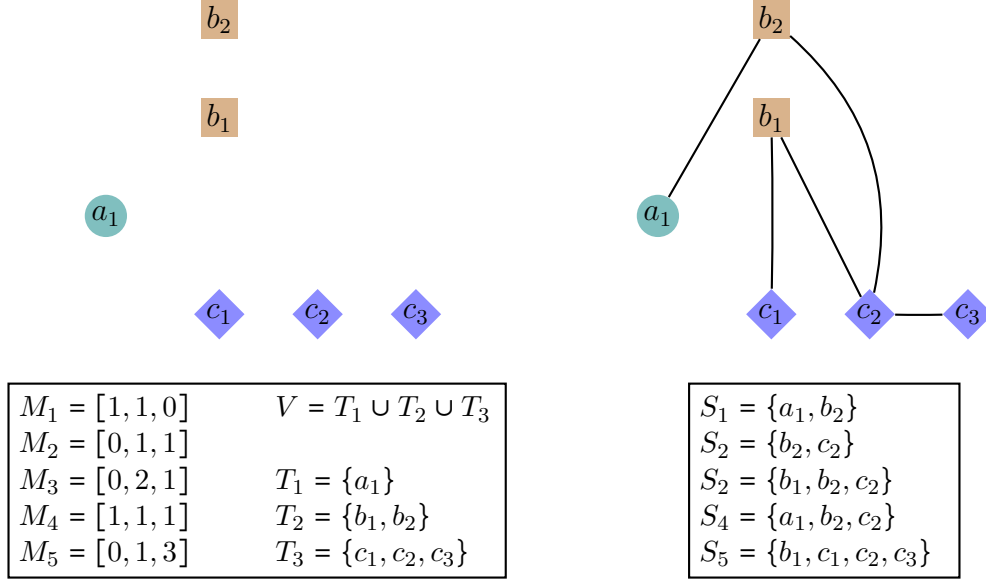 b₂
b₁
a₁
c₁ c₂ c₃
M₁ = [1, 1, 0] V = T₁ ∪ T₂ ∪ T₃
M₂ = [0, 1, 1]
M₃ = [0, 2, 1] T₁ = {a₁}
M₄ = [1, 1, 1] T₂ = {b₁, b₂}
M₅ = [0, 1, 3] T₃ = {c₁, c₂, c₃}
b₂
b₁
a₁
c₁ c₂ c₃
S₁ = {a₁, b₂}
S₂ = {b₂, c₂}
S₂ = {b₁, b₂, c₂}
S₄ = {a₁, b₂, c₂}
S₅ = {b₁, c₁, c₂, c₃}